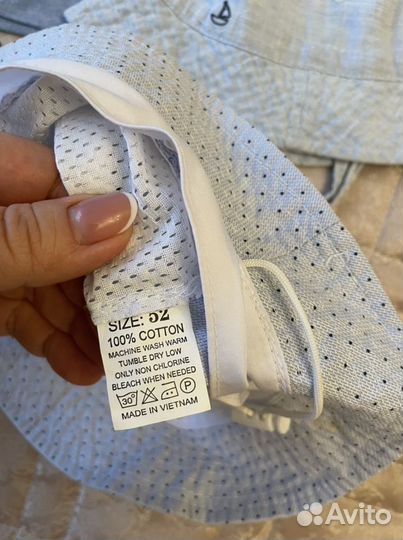 SIZE: 52
100% COTTON
MACHINE WASH WARM
TUMBLE DRY LOW
ONLY NON CHLORINE
BLEACH WHEN NEEDED
30° P
MADE IN VIETNAM
Avito